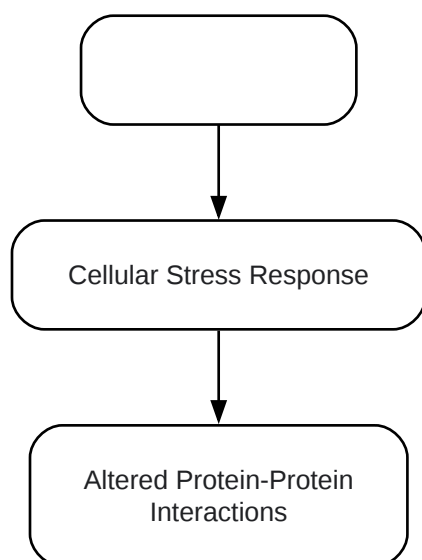 Cellular Stress Response
Altered Protein-Protein
Interactions